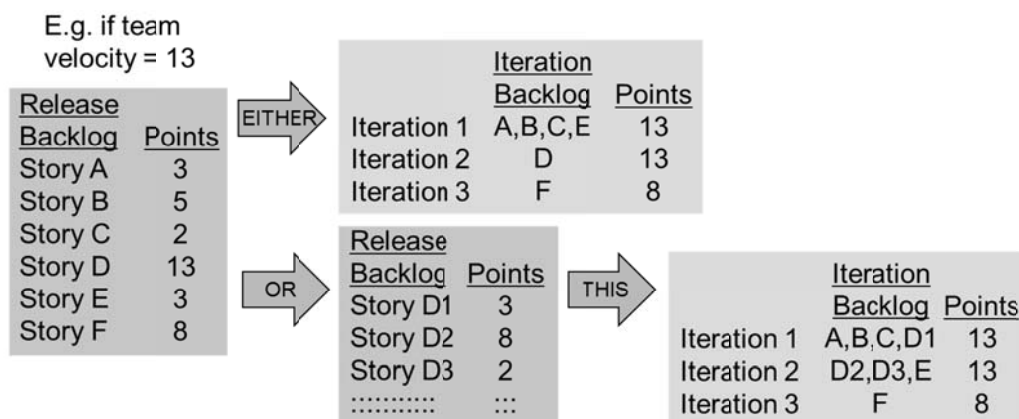 E.g. if team
velocity = 13
Release
Backlog Points
Story A 3
Story B 5
Story C 2
Story D 13
Story E 3
Story F 8
EITHER
Iteration
Backlog Points
Iteration 1 A,B,C,E 13
Iteration 2 D 13
Iteration 3 F 8
OR
Release
Backlog Points
Story D1 3
Story D2 8
Story D3 2
::::::::::: :::
THIS
Iteration
Backlog Points
Iteration 1 A,B,C,D1 13
Iteration 2 D2,D3,E 13
Iteration 3 F 8